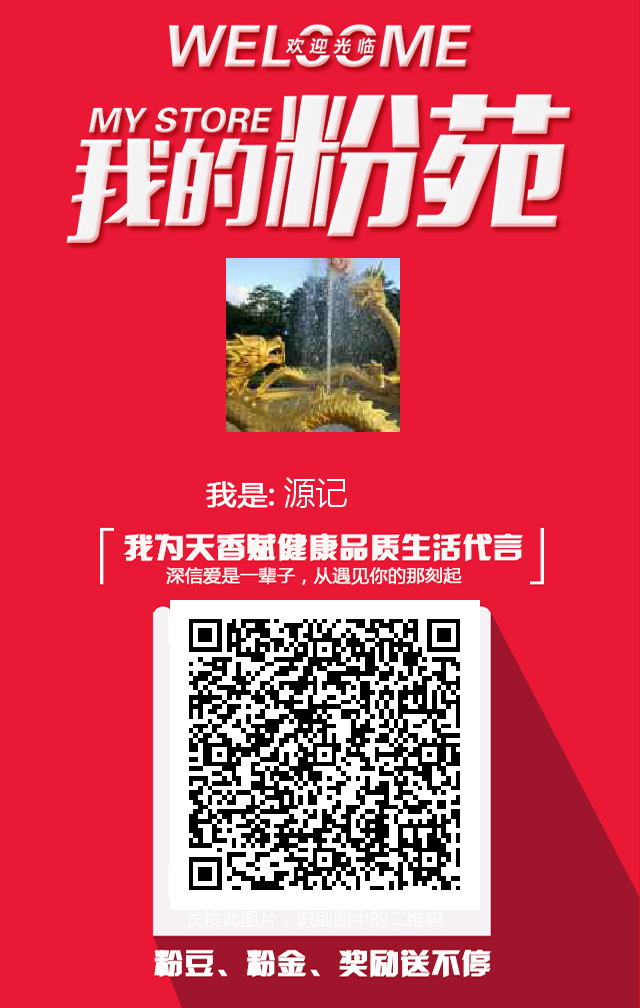 WELCOME
欢迎光临
MY STORE
我的粉苑
我是: 源记
我为天香赋健康品质生活代言
深信爱是一辈子，从遇见你的那刻起
长按此图片，识别图中的二维码
粉豆、粉金、奖励送不停